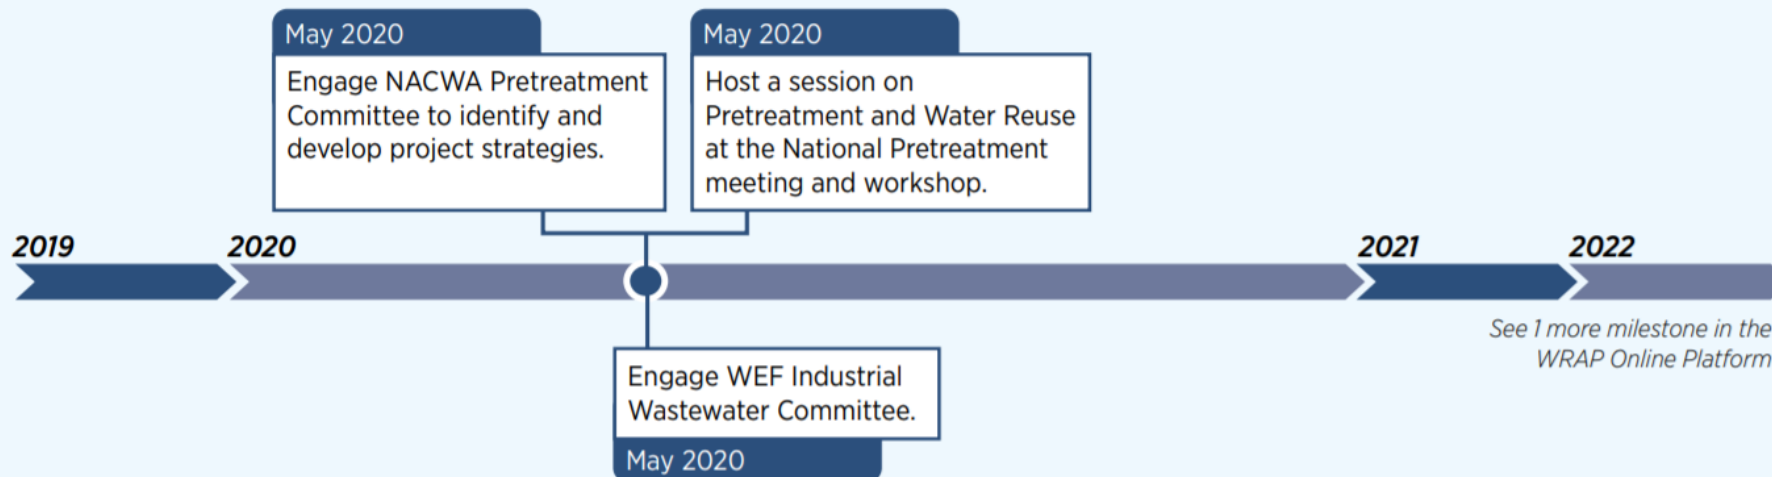 May 2020
Engage NACWA Pretreatment
Committee to identify and
develop project strategies.
May 2020
Host a session on
Pretreatment and Water Reuse
at the National Pretreatment
meeting and workshop.
2019
2020
2021
2022
See 1 more milestone in the
WRAP Online Platform
Engage WEF Industrial
Wastewater Committee.
May 2020